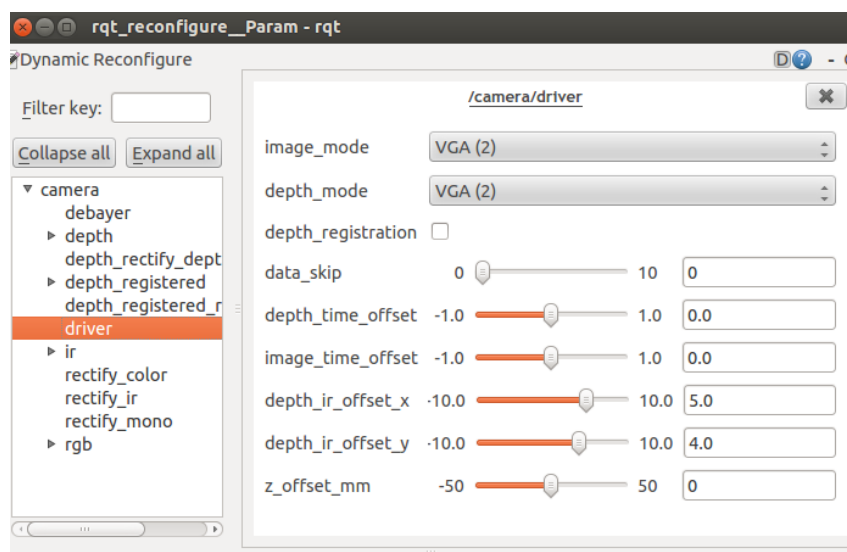 rqt_reconfigure__Param - rqt
Dynamic Reconfigure
D ? -
Filter key:
Collapse all Expand all
camera
debayer
depth
depth_rectify_dept
depth_registered
depth_registered_r
driver
ir
rectify_color
rectify_ir
rectify_mono
rgb
/camera/driver
image_mode VGA (2)
depth_mode VGA (2)
depth_registration
data_skip 0 10 0
depth_time_offset -1.0 1.0 0.0
image_time_offset -1.0 1.0 0.0
depth_ir_offset_x -10.0 10.0 5.0
depth_ir_offset_y -10.0 10.0 4.0
z_offset_mm -50 50 0